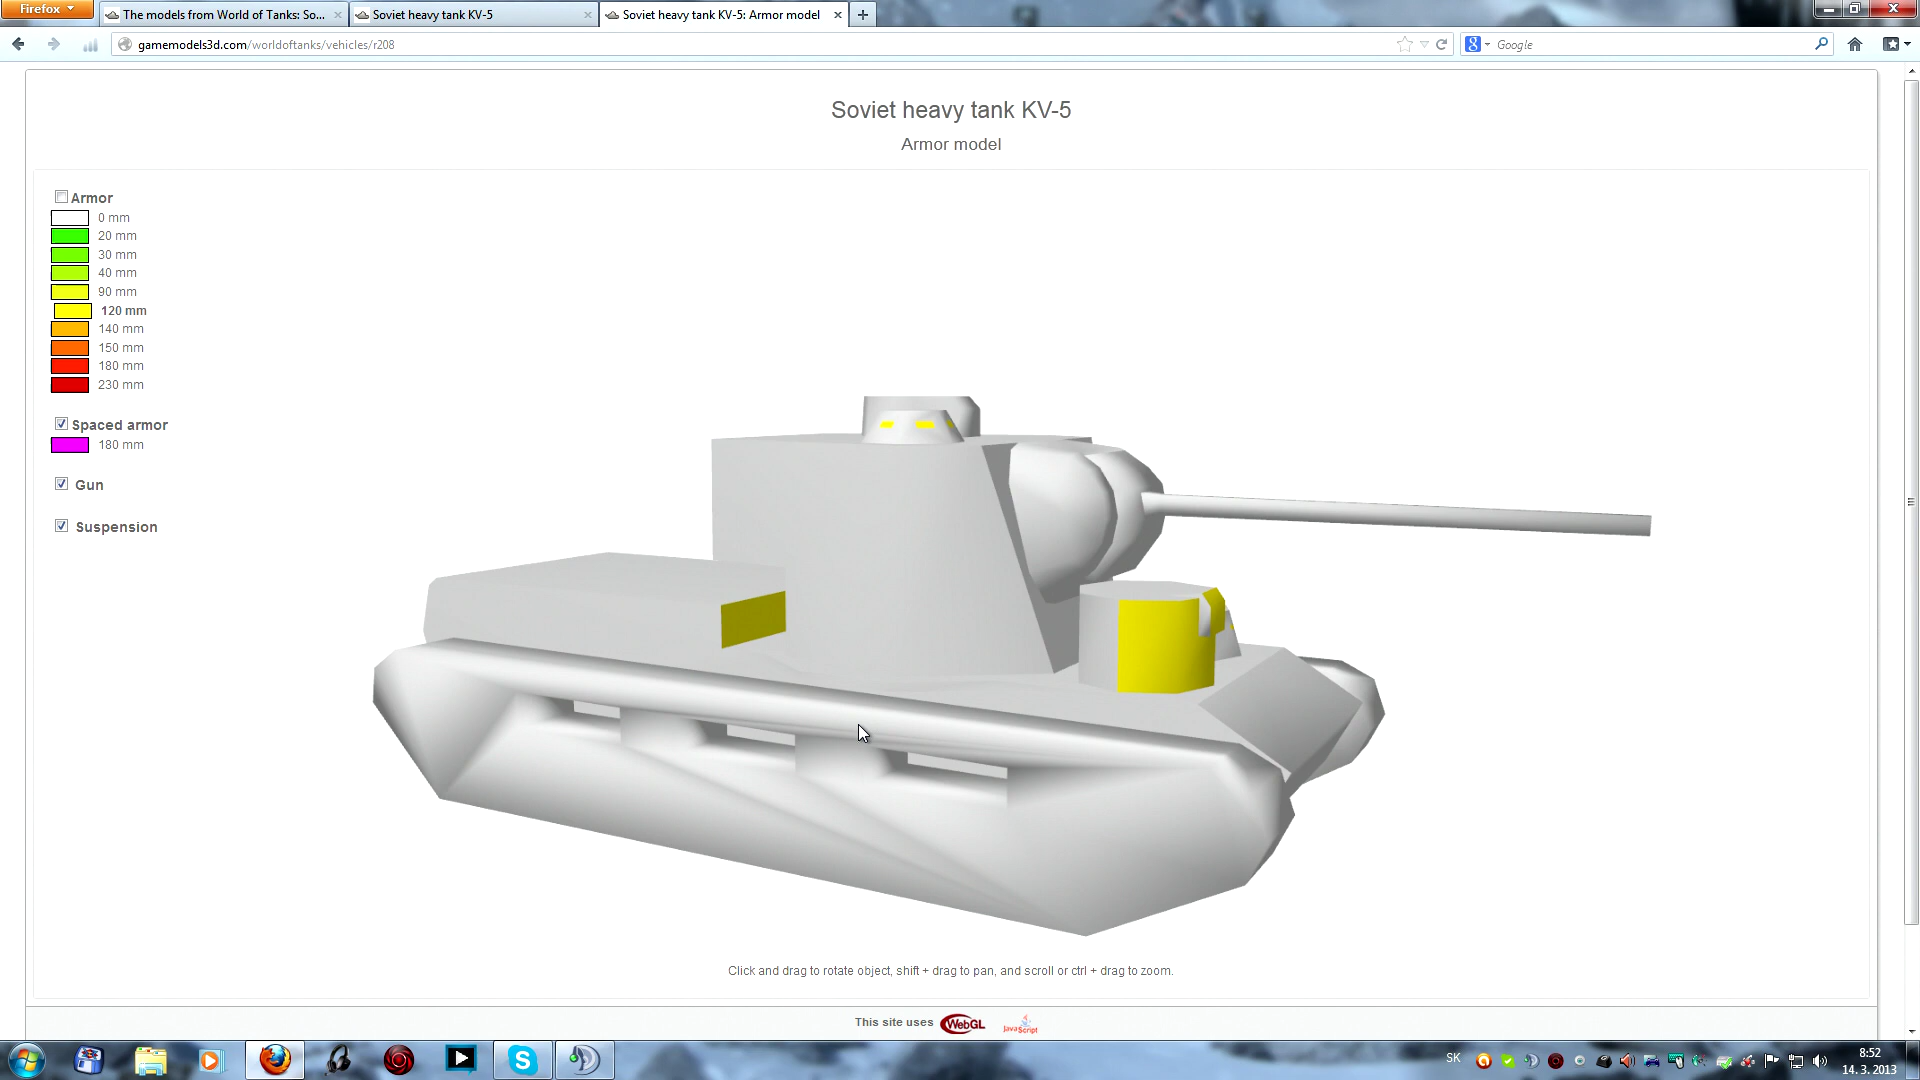 Firefox
The models from World of Tanks: So...
Soviet heavy tank KV-5
Soviet heavy tank KV-5: Armor model
gamemodels3d.com/worldoftanks/vehicles/r208
Google
Soviet heavy tank KV-5
Armor model
Armor
0 mm
20 mm
30 mm
40 mm
90 mm
120 mm
140 mm
150 mm
180 mm
230 mm
Spaced armor
180 mm
Gun
Suspension
Click and drag to rotate object, shift + drag to pan, and scroll or ctrl + drag to zoom.
This site uses WebGL JavaScript
SK
8:52
14. 3. 2013